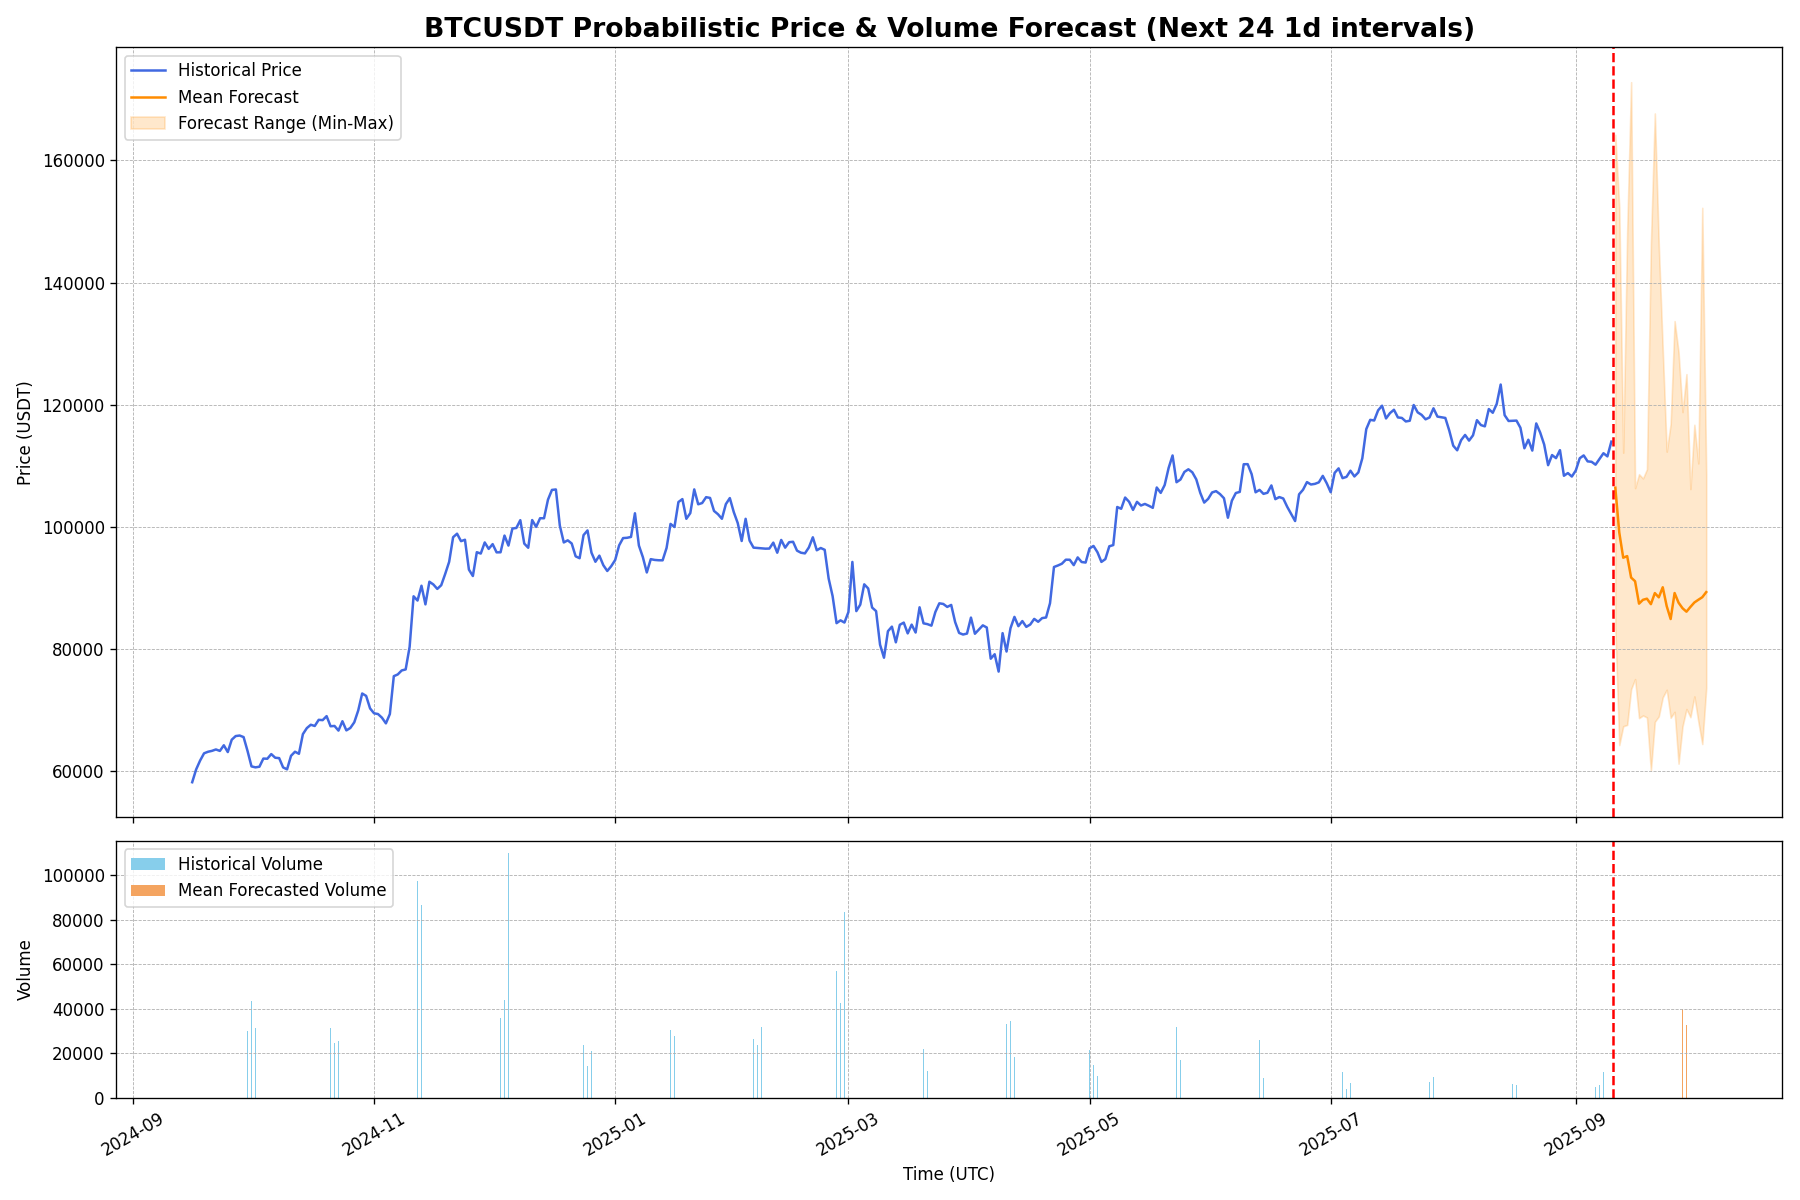 BTCUSDT Probabilistic Price & Volume Forecast (Next 24 1d intervals)
Historical Price
Mean Forecast
Forecast Range (Min-Max)
Price (USDT)
160000
140000
120000
100000
80000
60000
Historical Volume
Mean Forecasted Volume
Volume
100000
80000
60000
40000
20000
0
2024-09
2024-11
2025-01
2025-03
2025-05
2025-07
2025-09
Time (UTC)